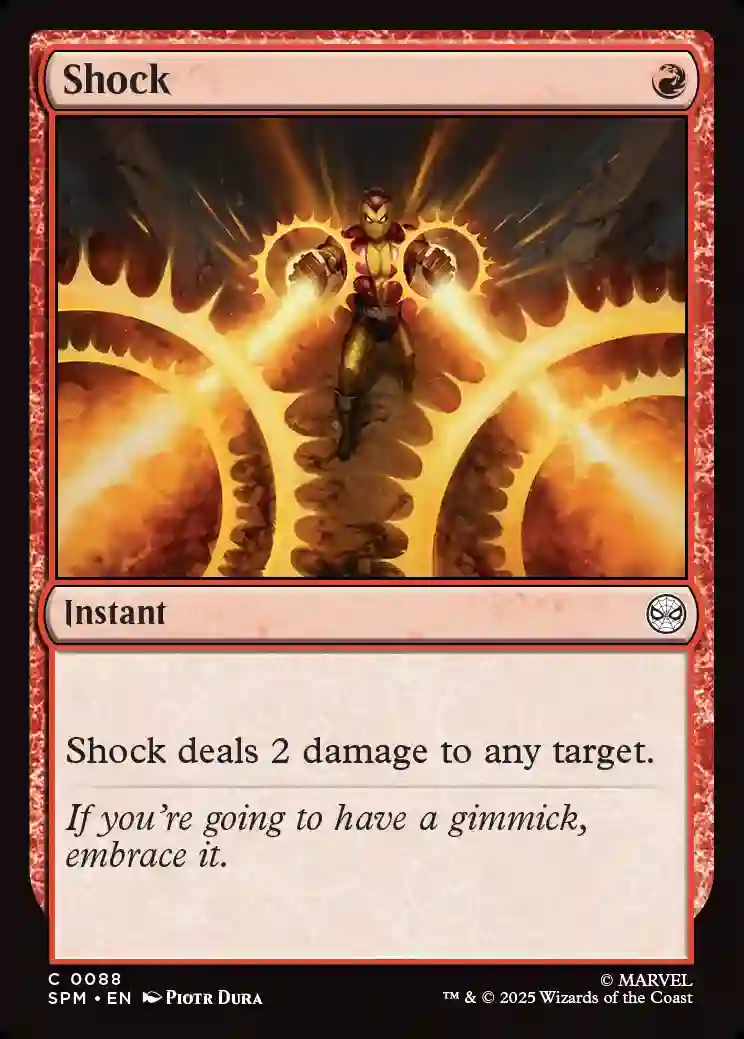 Shock
Instant
Shock deals 2 damage to any target.
If you're going to have a gimmick,
embrace it.
C 0088
SPM • EN Piotr Dura
© MARVEL
™ & © 2025 Wizards of the Coast